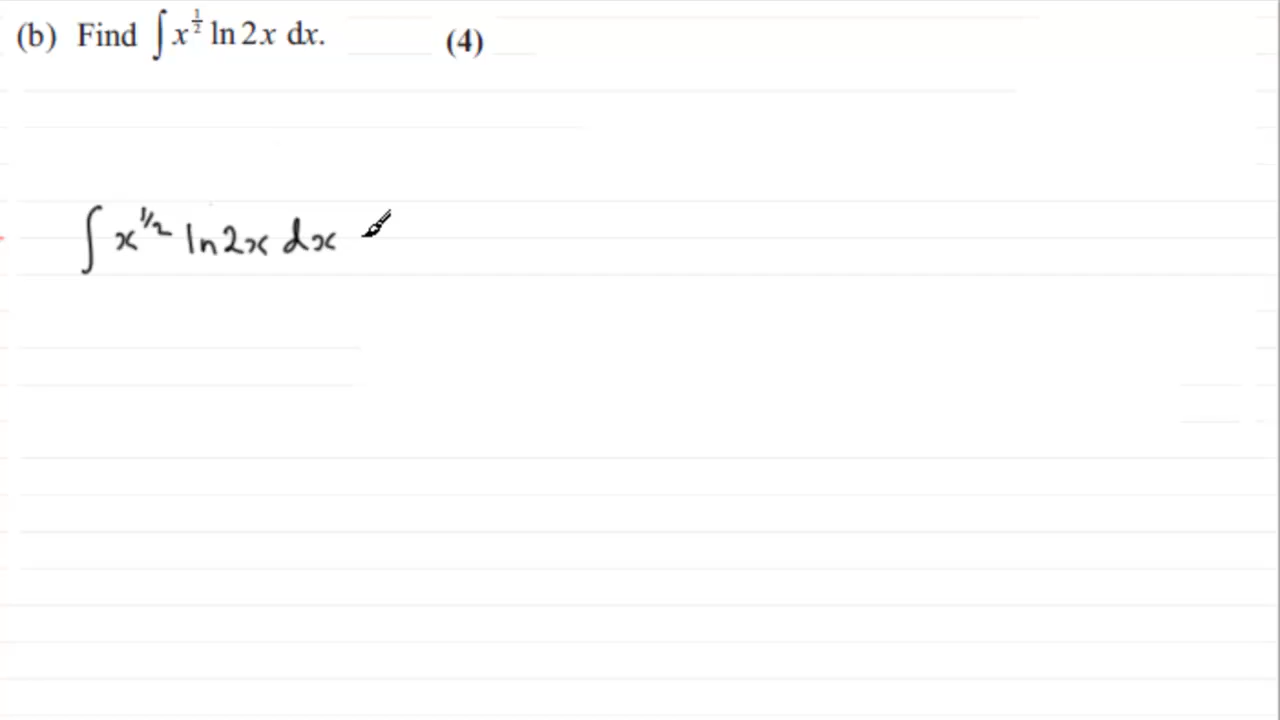 (b) Find ∫ x^{1/2} ln 2x dx. (4)
∫ x^{1/2} ln2x dx